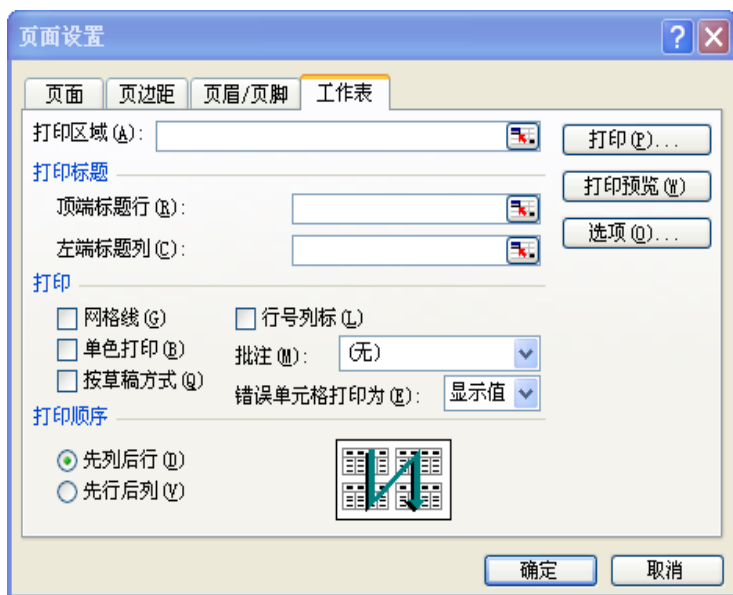 页面设置
页面 页边距 页眉/页脚 工作表
打印区域(A): 打印(P)...
打印标题 打印预览(W)
顶端标题行(R):
选项(O)...
左端标题列(C):
打印
网格线(G) 行号列标(L)
单色打印(B) 批注(M): (无)
按草稿方式(Q) 错误单元格打印为(E): 显示值
打印顺序
先列后行(D)
先行后列(V)
确定 取消